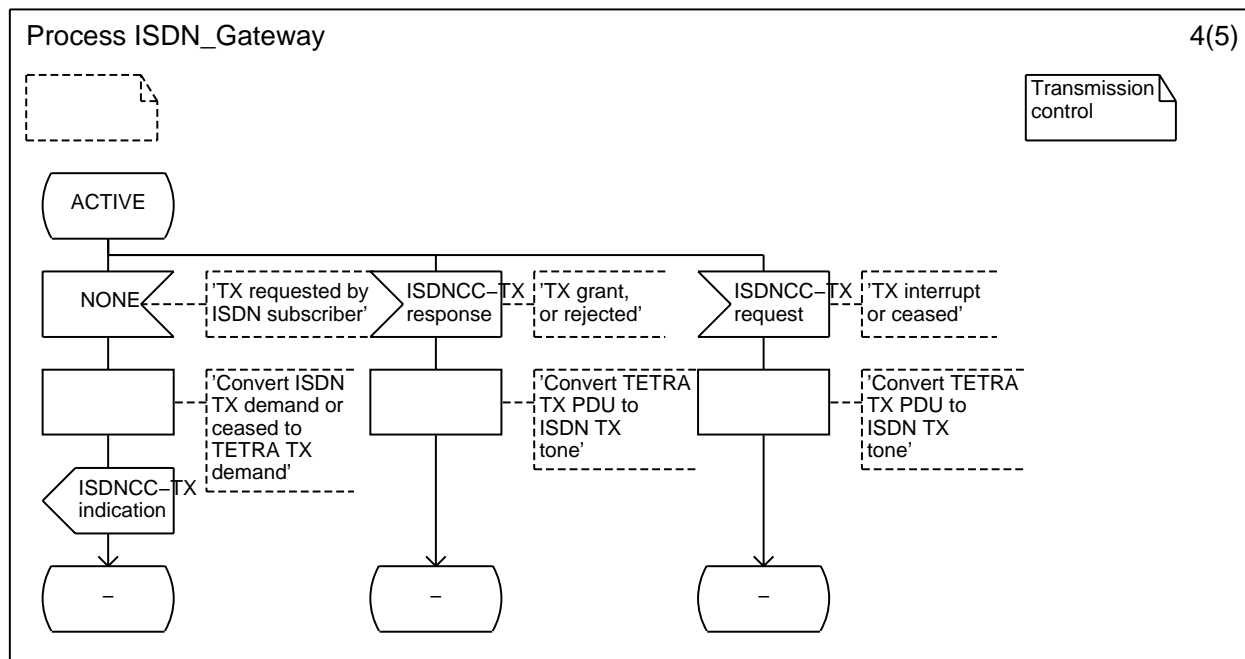 Process ISDN_Gateway
4(5)
Transmission
control
ACTIVE
NONE
'TX requested by
ISDN subscriber'
ISDNCC−TX
response
'TX grant,
or rejected'
ISDNCC−TX
request
'TX interrupt
or ceased'
'Convert ISDN
TX demand or
ceased to
TETRA TX
demand'
'Convert TETRA
TX PDU to
ISDN TX
tone'
'Convert TETRA
TX PDU to
ISDN TX
tone'
ISDNCC−TX
indication
−
−
−